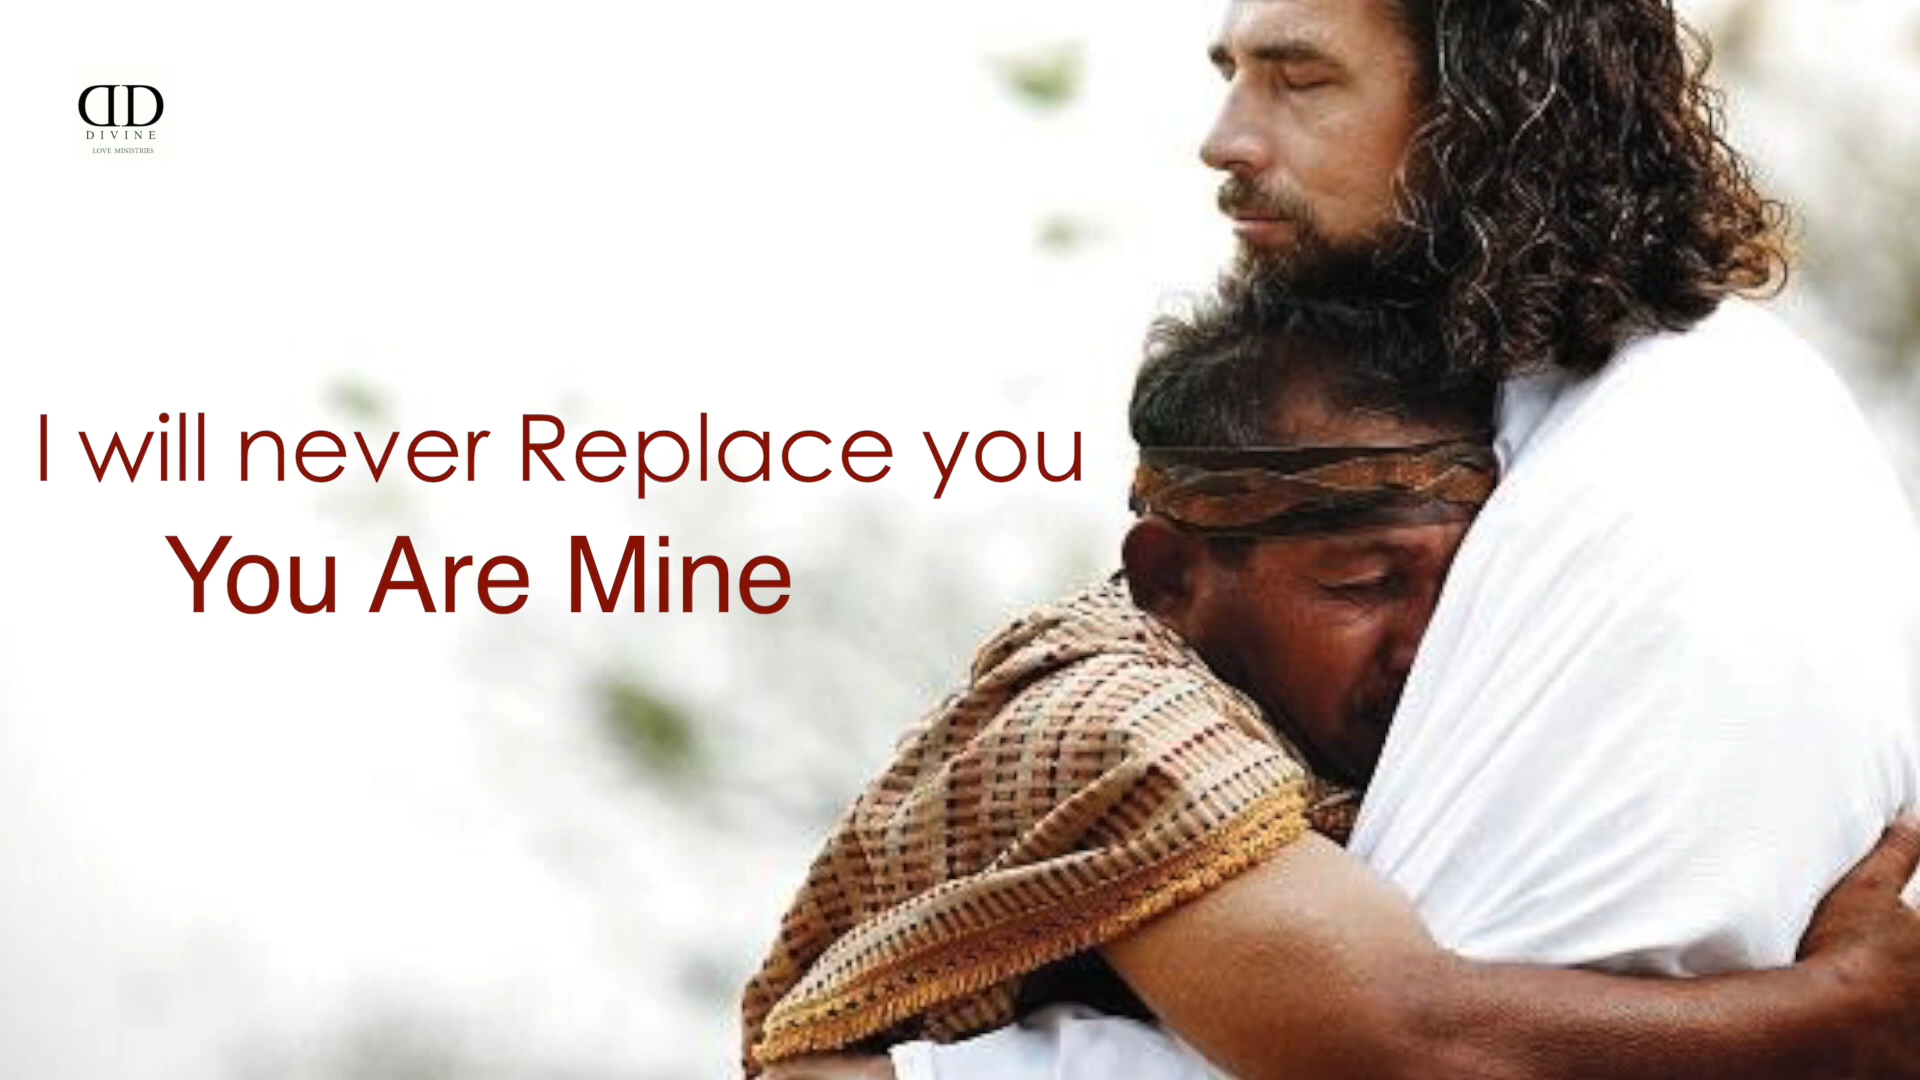 DD
DIVINE
LOVE MINISTRIES
I will never Replace you
You Are Mine